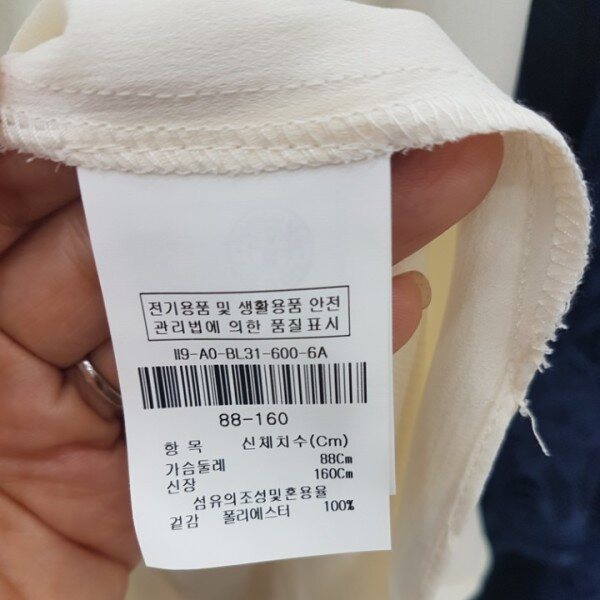 전기용품 및 생활용품 안전
관리법에 의한 품질표시
II9-A0-BL31-600-6A
88-160
항 목 신체치수(Cm)
가슴둘레 88Cm
신장 160Cm
섬유의조성및혼용율
겉감 폴리에스터 100%